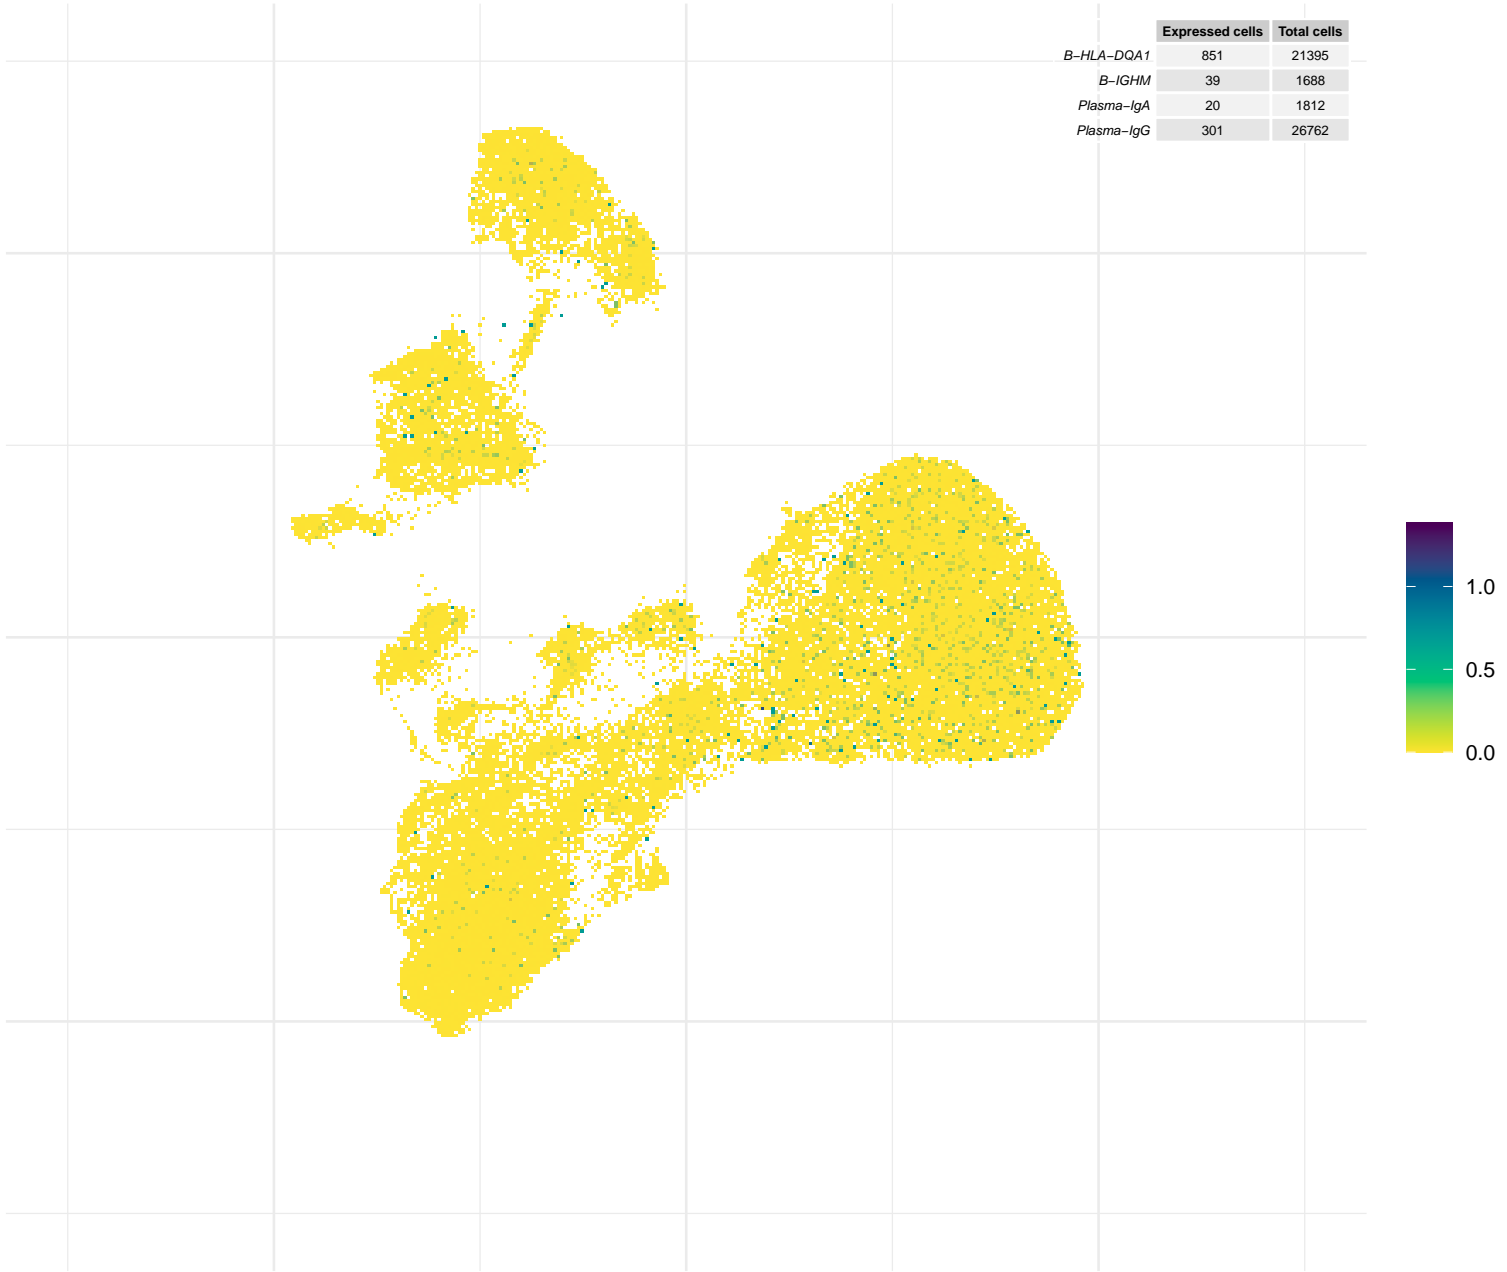 Expressed cells Total cells
B−HLA−DQA1 851 21395
B−IGHM 39 1688
Plasma−IgA 20 1812
Plasma−IgG 301 26762
1.0
0.5
0.0